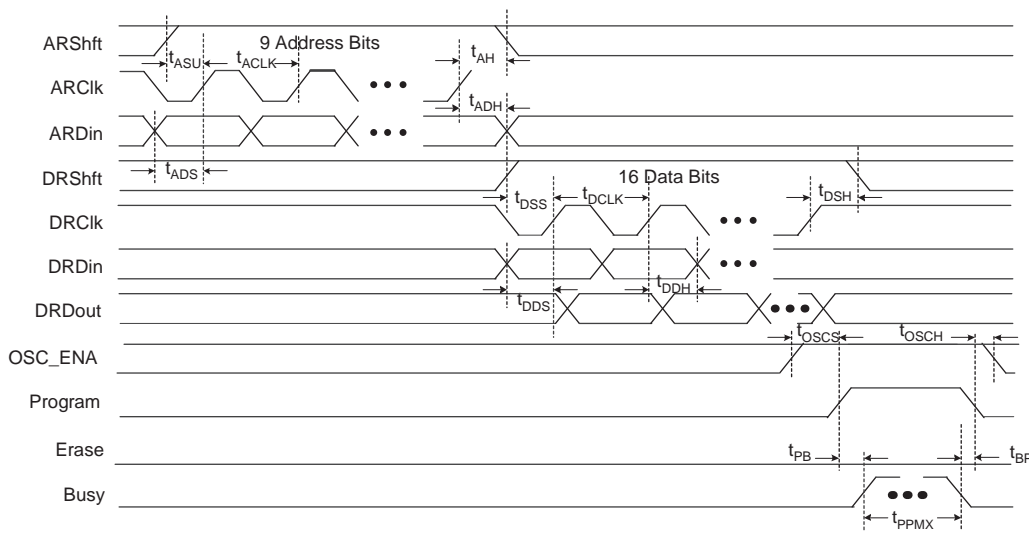 ARShft
9 Address Bits
tASU
tACLK
tAH
ARClk
tADH
ARDin
tADS
DRShft
16 Data Bits
tDSS
tDCLK
tDSH
DRClk
DRDin
tDDS
tDDH
DRDout
tOSCS
tOSCH
OSC_ENA
Program
Erase
tPB
tBP
Busy
tPPMX